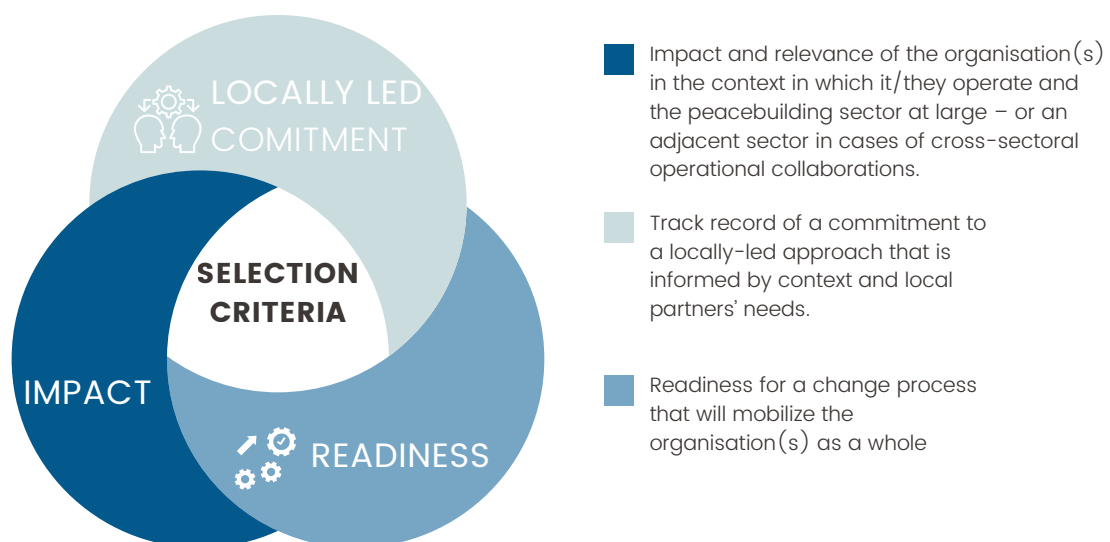 LOCALLY LED
COMITMENT
SELECTION
CRITERIA
IMPACT
READINESS
Impact and relevance of the organisation(s)
in the context in which it/they operate and
the peacebuilding sector at large – or an
adjacent sector in cases of cross-sectoral
operational collaborations.
Track record of a commitment to
a locally-led approach that is
informed by context and local
partners’ needs.
Readiness for a change process
that will mobilize the
organisation(s) as a whole